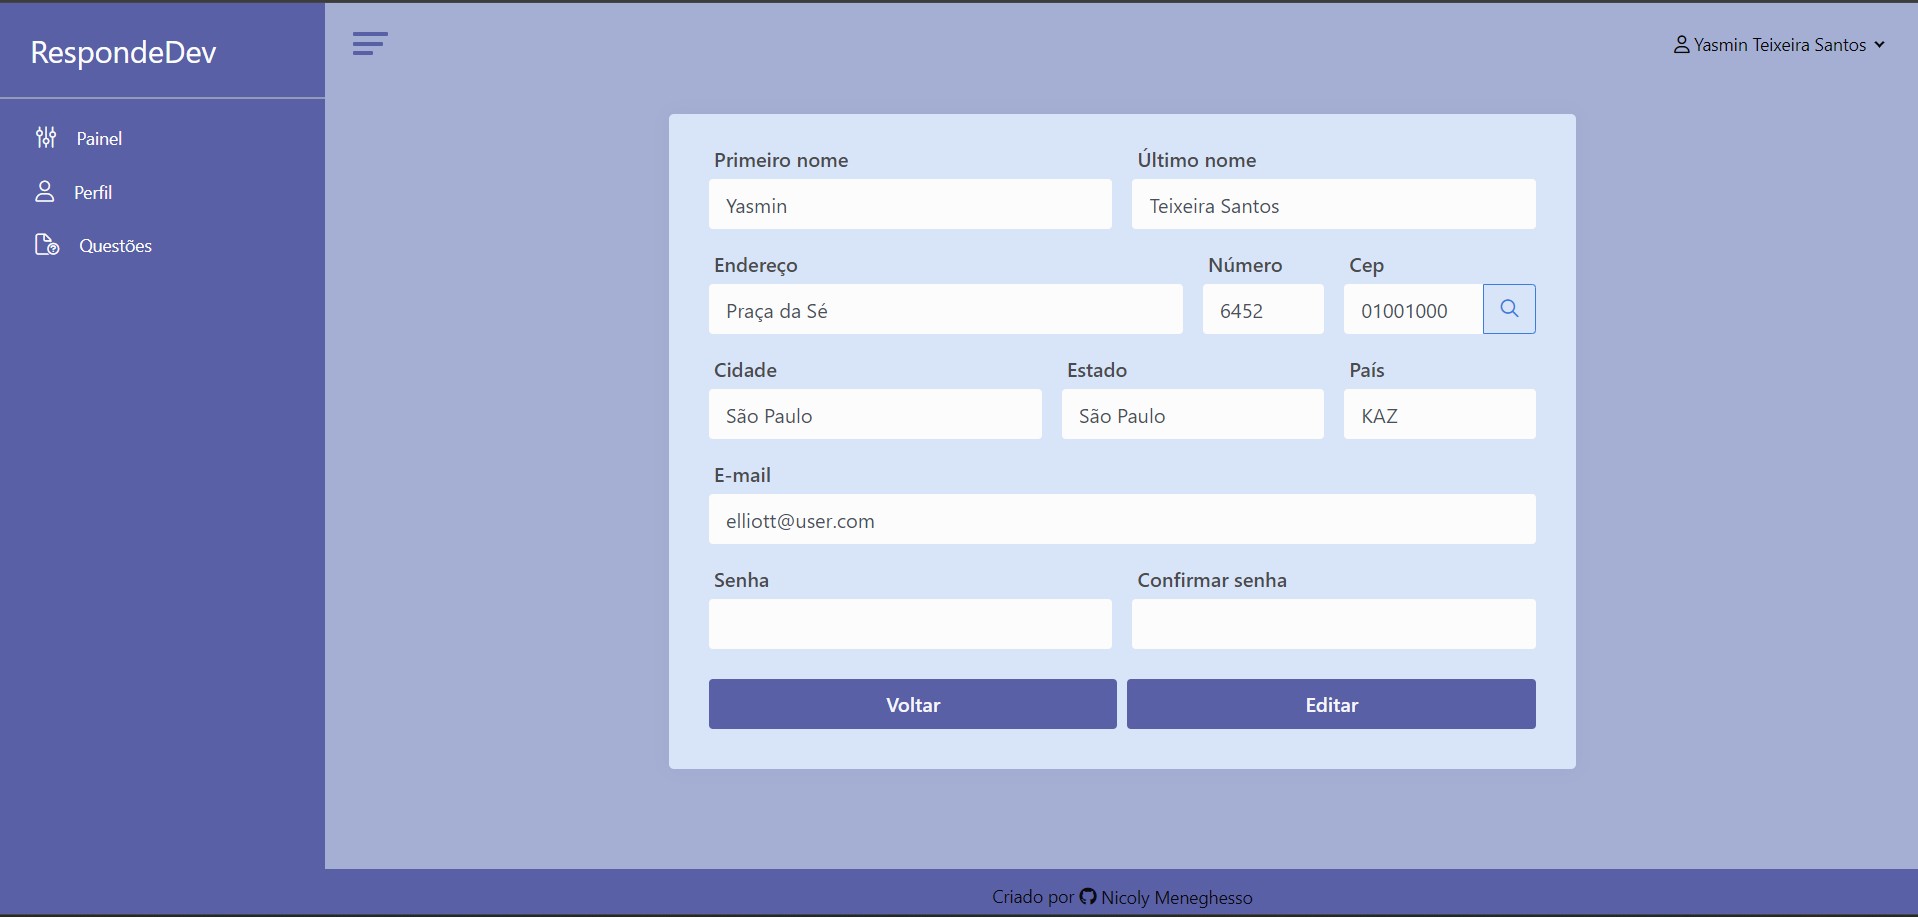 RespondeDev
Yasmin Teixeira Santos
Painel
Perfil
Questões
Primeiro nome
Último nome
Yasmin
Teixeira Santos
Endereço
Número
Cep
Praça da Sé
6452
01001000
Cidade
Estado
País
São Paulo
São Paulo
KAZ
E-mail
elliott@user.com
Senha
Confirmar senha
Voltar
Editar
Criado por Nicoly Meneghesso